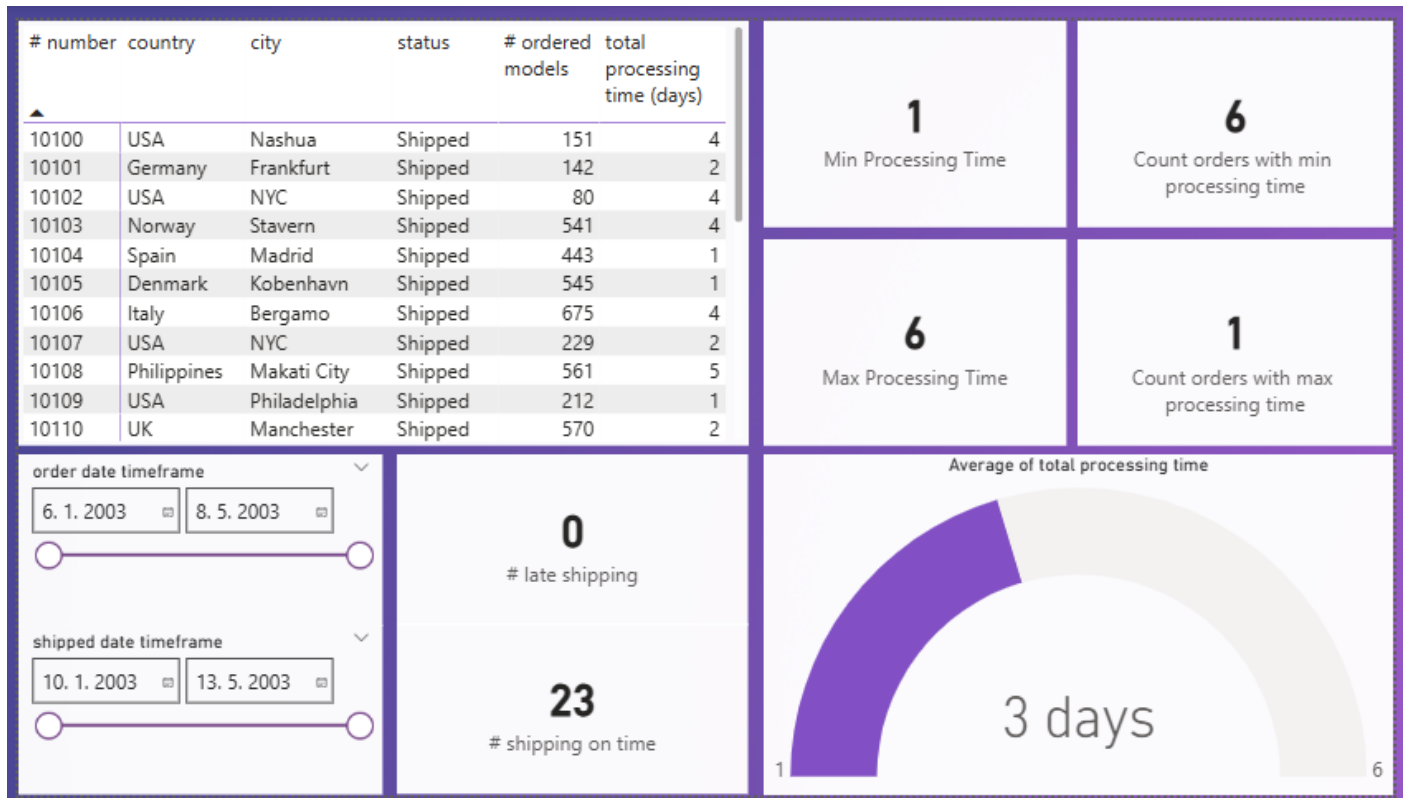 # number country city status # ordered models total processing time (days)
10100 USA Nashua Shipped 151 4
10101 Germany Frankfurt Shipped 142 2
10102 USA NYC Shipped 80 4
10103 Norway Stavern Shipped 541 4
10104 Spain Madrid Shipped 443 1
10105 Denmark Kobenhavn Shipped 545 1
10106 Italy Bergamo Shipped 675 4
10107 USA NYC Shipped 229 2
10108 Philippines Makati City Shipped 561 5
10109 USA Philadelphia Shipped 212 1
10110 UK Manchester Shipped 570 2
1
Min Processing Time
6
Count orders with min
processing time
6
Max Processing Time
1
Count orders with max
processing time
order date timeframe
6. 1. 2003 8. 5. 2003
shipped date timeframe
10. 1. 2003 13. 5. 2003
0
# late shipping
23
# shipping on time
Average of total processing time
3 days
1 6